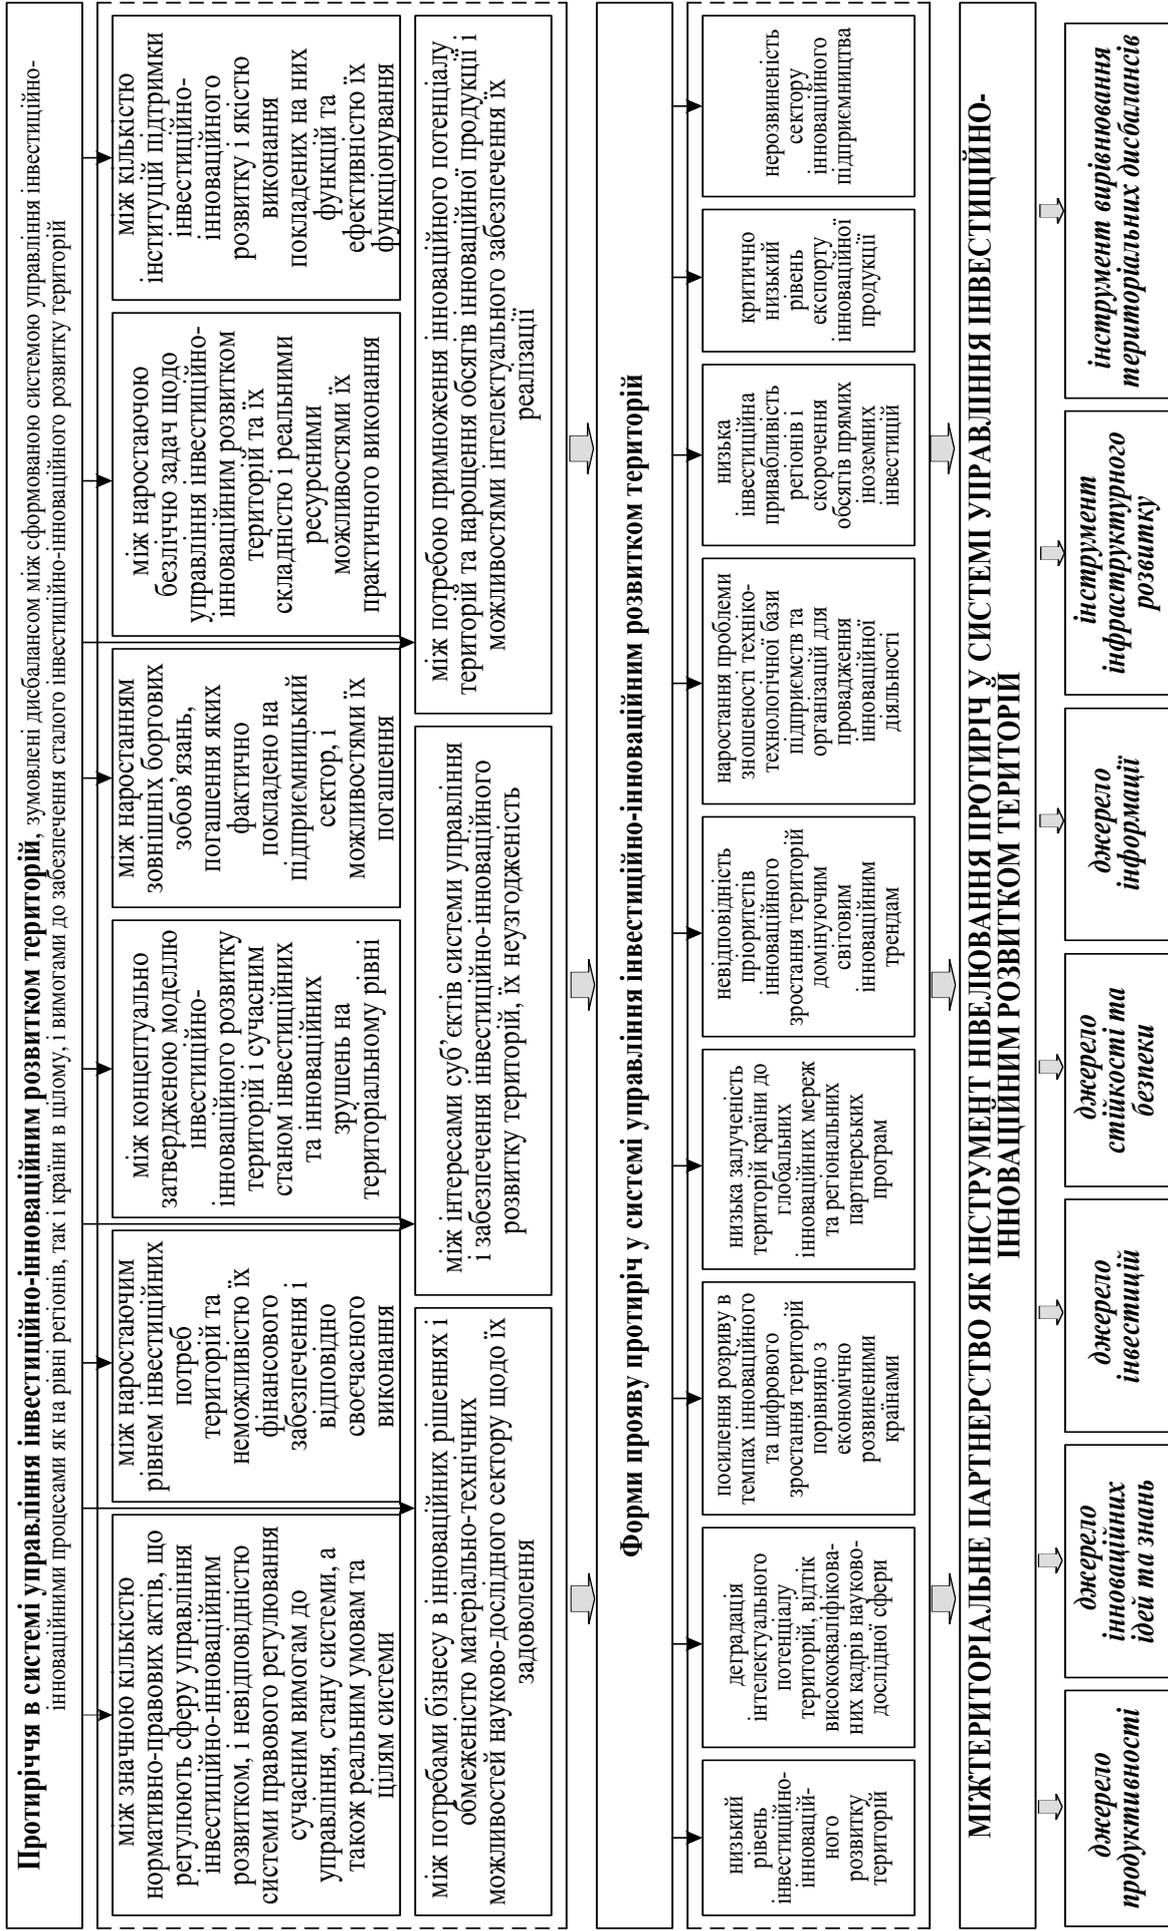 Протиріччя в системі управління інвестиційно-інноваційним розвитком територій, зумовлені дисбалансом між сформованою системою управління інвестиційно-
інноваційними процесами як на рівні регіонів, так і країни в цілому, і вимогами до забезпечення сталого інвестиційно-інноваційного розвитку територій
між значною кількістю
нормативно-правових актів, що
регулюють сферу управління
інвестиційно-інноваційним
розвитком, і невідповідністю
системи правового регулювання
сучасним вимогам до
управління, стану системи, а
також реальним умовам та
цілям системи
між наростаючим
рівнем інвестиційних
потреб
територій та
неможливістю їх
фінансового
забезпечення і
відповідно
своєчасного
виконання
між концептуально
затвердженою моделлю
інвестиційно-
інноваційного розвитку
територій і сучасним
станом інвестиційних
та інноваційних
зрушень на
територіальному рівні
між наростанням
зовнішніх боргових
зобов’язань,
погашення яких
фактично
покладено на
підприємницький
сектор, і
можливостями їх
погашення
між наростаючою
безліччю задач щодо
управління інвестиційно-
інноваційним розвитком
територій та їх
складністю і реальними
ресурсними
можливостями їх
практичного виконання
між кількістю
інституцій підтримки
інвестиційно-
інноваційного
розвитку і якістю
виконання
покладених на них
функцій та
ефективністю їх
функціонування
між потребами бізнесу в інноваційних рішеннях і
обмеженістю матеріально-технічних
можливостей науково-дослідного сектору щодо їх
задоволення
між інтересами суб’єктів системи управління
і забезпечення інвестиційно-інноваційного
розвитку територій, їх неузгодженість
між потребою примноження інноваційного потенціалу
територій та нарощення обсягів інноваційної продукції і
можливостями інтелектуального забезпечення їх
реалізації
Форми прояву протиріч у системі управління інвестиційно-інноваційним розвитком територій
низький
рівень
інвестиційно-
інновацій-
ного
розвитку
територій
деградація
інтелектуального
потенціалу
територій, відтік
висококваліфікова-
них кадрів науково-
дослідної сфери
посилення розриву в
темпах інноваційного
та цифрового
зростання територій
порівняно з
економічно
розвиненими
країнами
низька залученість
територій країни до
глобальних
інноваційних мереж
та регіональних
партнерських
програм
невідповідність
пріоритетів
інноваційного
зростання територій
домінуючим
світовим
інноваційним
трендам
наростання проблеми
зношеності техніко-
технологічної бази
підприємств та
організацій для
провадження
інноваційної
діяльності
низька
інвестиційна
привабливість
регіонів і
скорочення
обсягів прямих
іноземних
інвестицій
критично
низький
рівень
експорту
інноваційної
продукції
нерозвиненість
сектору
інноваційного
підприємництва
МІЖТЕРИТОРІАЛЬНЕ ПАРТНЕРСТВО ЯК ІНСТРУМЕНТ НІВЕЛЮВАННЯ ПРОТИРІЧ У СИСТЕМІ УПРАВЛІННЯ ІНВЕСТИЦІЙНО-
ІННОВАЦІЙНИМ РОЗВИТКОМ ТЕРИТОРІЙ
джерело
продуктивності
джерело
інноваційних
ідей та знань
джерело
інвестицій
джерело
стійкості та
безпеки
джерело
інформації
інструмент
інфраструктурного
розвитку
інструмент вирівнювання
територіальних дисбалансів